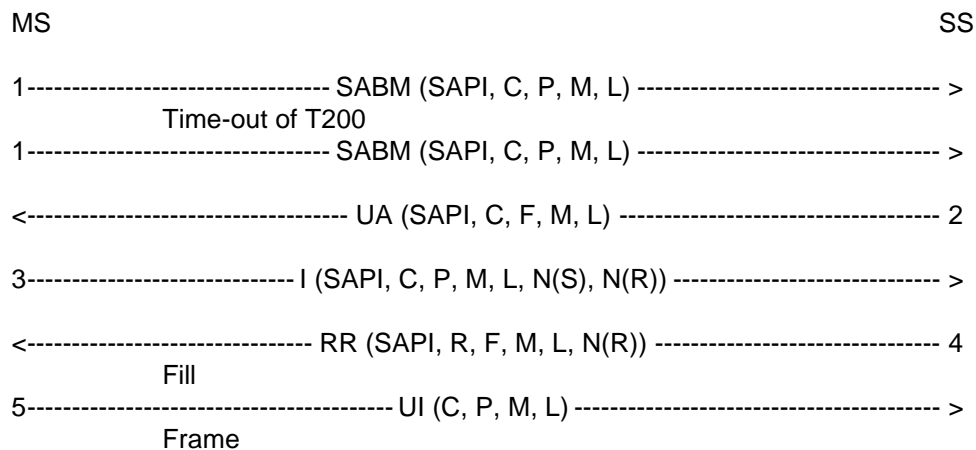 MS SS
1---------------------------------- SABM (SAPI, C, P, M, L) ---------------------------------- >
Time-out of T200
1---------------------------------- SABM (SAPI, C, P, M, L) ---------------------------------- >
<------------------------------------ UA (SAPI, C, F, M, L) ------------------------------------ 2
3------------------------------ I (SAPI, C, P, M, L, N(S), N(R)) ------------------------------ >
<-------------------------------- RR (SAPI, R, F, M, L, N(R)) -------------------------------- 4
Fill
5----------------------------------------- UI (C, P, M, L) ----------------------------------------- >
Frame